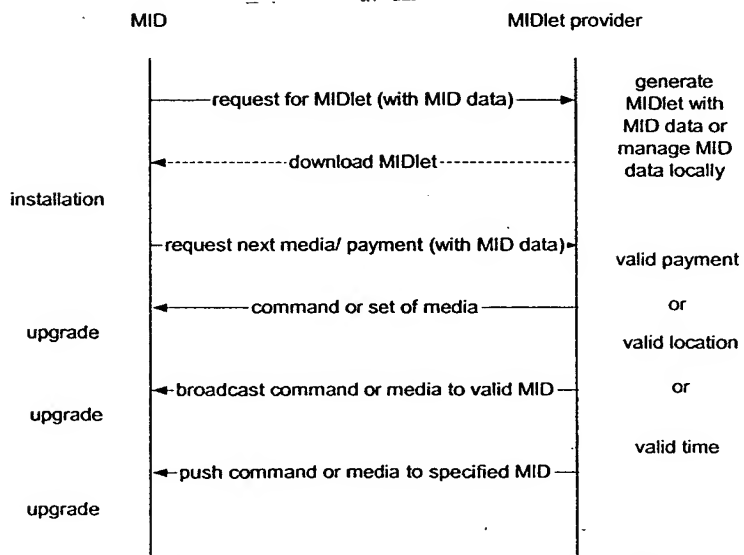 MID
MIDlet provider
request for MIDlet (with MID data)
generate
MIDlet with
MID data or
manage MID
data locally
download MIDlet
installation
request next media/ payment (with MID data)
valid payment
command or set of media
or
upgrade
valid location
broadcast command or media to valid MID
or
upgrade
valid time
push command or media to specified MID
upgrade